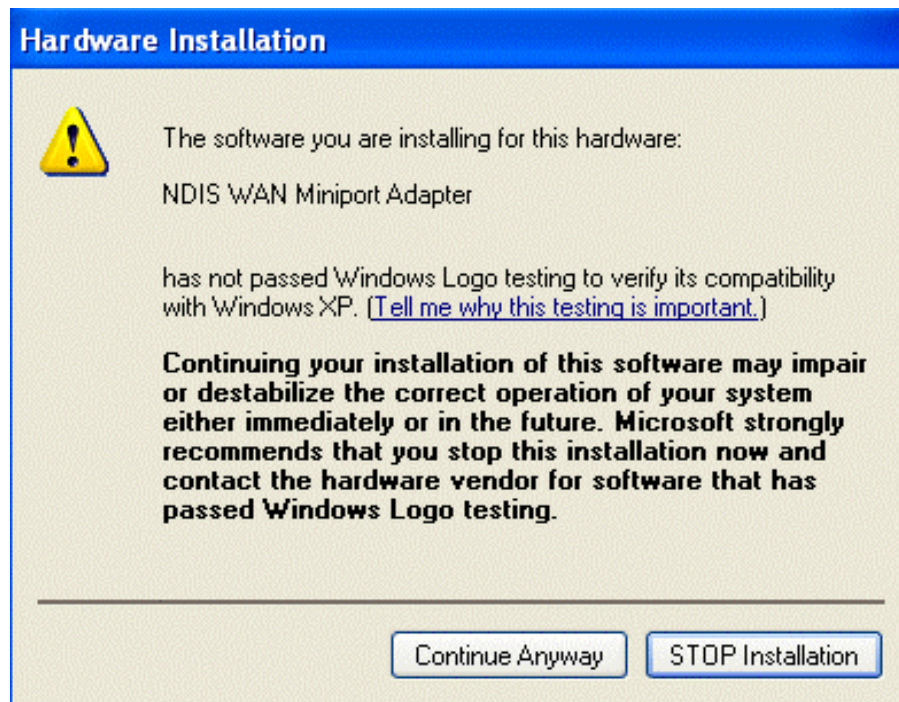 Hardware Installation
The software you are installing for this hardware:
NDIS WAN Miniport Adapter
has not passed Windows Logo testing to verify its compatibility
with Windows XP. (Tell me why this testing is important.)
Continuing your installation of this software may impair
or destabilize the correct operation of your system
either immediately or in the future. Microsoft strongly
recommends that you stop this installation now and
contact the hardware vendor for software that has
passed Windows Logo testing.
Continue Anyway
STOP Installation